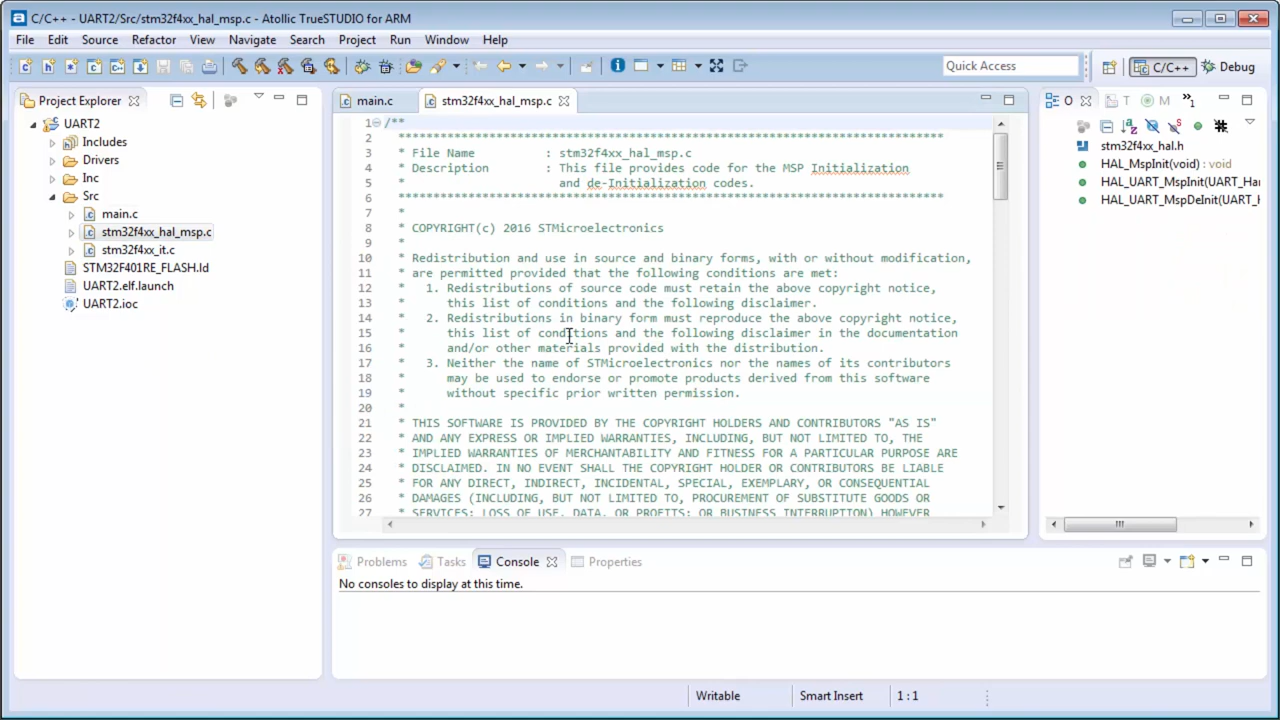 C/C++ - UART2/Src/stm32f4xx_hal_msp.c - Atollic TrueSTUDIO for ARM
File Edit Source Refactor View Navigate Search Project Run Window Help
Quick Access
C/C++
Debug
Project Explorer
main.c
stm32f4xx_hal_msp.c
O
T
M
UART2
Includes
Drivers
Inc
Src
main.c
stm32f4xx_hal_msp.c
stm32f4xx_it.c
STM32F401RE_FLASH.ld
UART2.elf.launch
UART2.ioc
1 /**
2 ******************************************************************************
3 * File Name : stm32f4xx_hal_msp.c
4 * Description : This file provides code for the MSP Initialization
5 * and de-Initialization codes.
6 ******************************************************************************
7 *
8 * COPYRIGHT(c) 2016 STMicroelectronics
9 *
10 * Redistribution and use in source and binary forms, with or without modification,
11 * are permitted provided that the following conditions are met:
12 * 1. Redistributions of source code must retain the above copyright notice,
13 * this list of conditions and the following disclaimer.
14 * 2. Redistributions in binary form must reproduce the above copyright notice,
15 * this list of conditions and the following disclaimer in the documentation
16 * and/or other materials provided with the distribution.
17 * 3. Neither the name of STMicroelectronics nor the names of its contributors
18 * may be used to endorse or promote products derived from this software
19 * without specific prior written permission.
20 *
21 * THIS SOFTWARE IS PROVIDED BY THE COPYRIGHT HOLDERS AND CONTRIBUTORS "AS IS"
22 * AND ANY EXPRESS OR IMPLIED WARRANTIES, INCLUDING, BUT NOT LIMITED TO, THE
23 * IMPLIED WARRANTIES OF MERCHANTABILITY AND FITNESS FOR A PARTICULAR PURPOSE ARE
24 * DISCLAIMED. IN NO EVENT SHALL THE COPYRIGHT HOLDER OR CONTRIBUTORS BE LIABLE
25 * FOR ANY DIRECT, INDIRECT, INCIDENTAL, SPECIAL, EXEMPLARY, OR CONSEQUENTIAL
26 * DAMAGES (INCLUDING, BUT NOT LIMITED TO, PROCUREMENT OF SUBSTITUTE GOODS OR
27 * SERVICES; LOSS OF USE, DATA, OR PROFITS; OR BUSINESS INTERRUPTION) HOWEVER
stm32f4xx_hal.h
HAL_MspInit(void) : void
HAL_UART_MspInit(UART_Han
HAL_UART_MspDeInit(UART_H
Problems
Tasks
Console
Properties
No consoles to display at this time.
Writable
Smart Insert
1 : 1